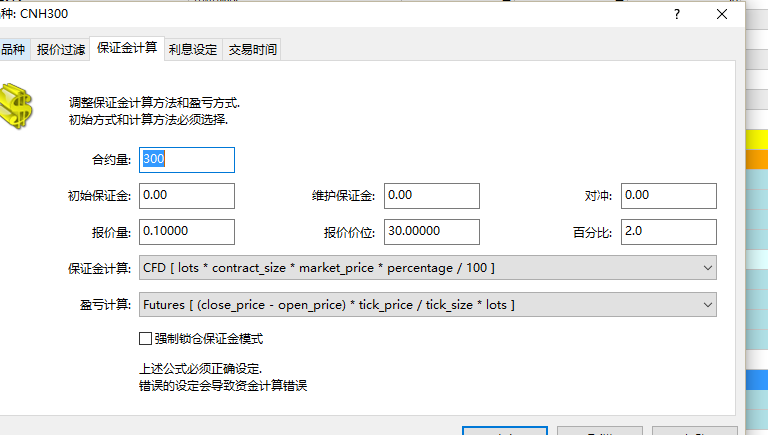 品种: CNH300
品种 报价过滤 保证金计算 利息设定 交易时间
调整保证金计算方法和盈亏方式.
初始方式和计算方法必须选择.
合约量: 300
初始保证金: 0.00 维护保证金: 0.00 对冲: 0.00
报价量: 0.10000 报价价位: 30.00000 百分比: 2.0
保证金计算: CFD [ lots * contract_size * market_price * percentage / 100 ]
盈亏计算: Futures [ (close_price - open_price) * tick_price / tick_size * lots ]
强制锁仓保证金模式
上述公式必须正确设定.
错误的设定会导致资金计算错误